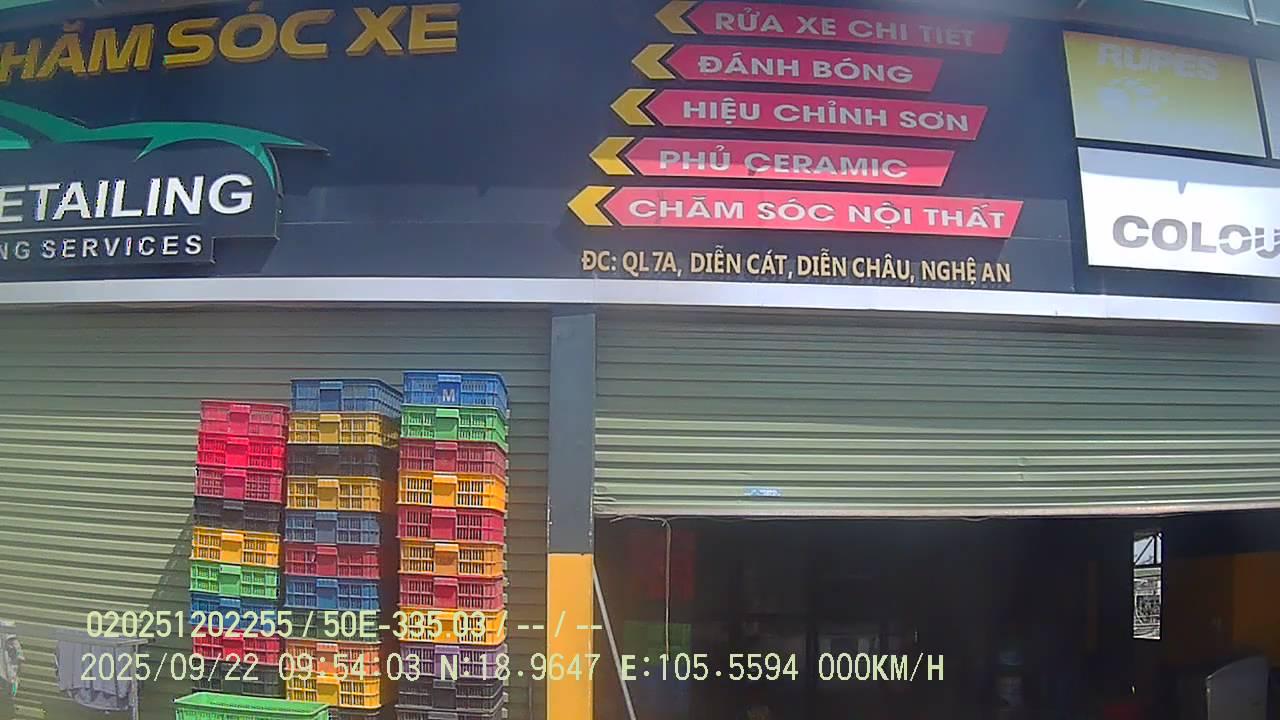 HĂM SÓC XE
ETAILING
NG SERVICES
RỬA XE CHI TIẾT
ĐÁNH BÓNG
HIỆU CHỈNH SƠN
PHỦ CERAMIC
CHĂM SÓC NỘI THẤT
ĐC: QL 7A, DIỄN CÁT, DIỄN CHÂU, NGHỆ AN
RUPES
COLOU
M
020251202255 / 50E-335.03 / -- / --
2025/09/22 09:54:03 N:18.9647 E:105.5594 000KM/H